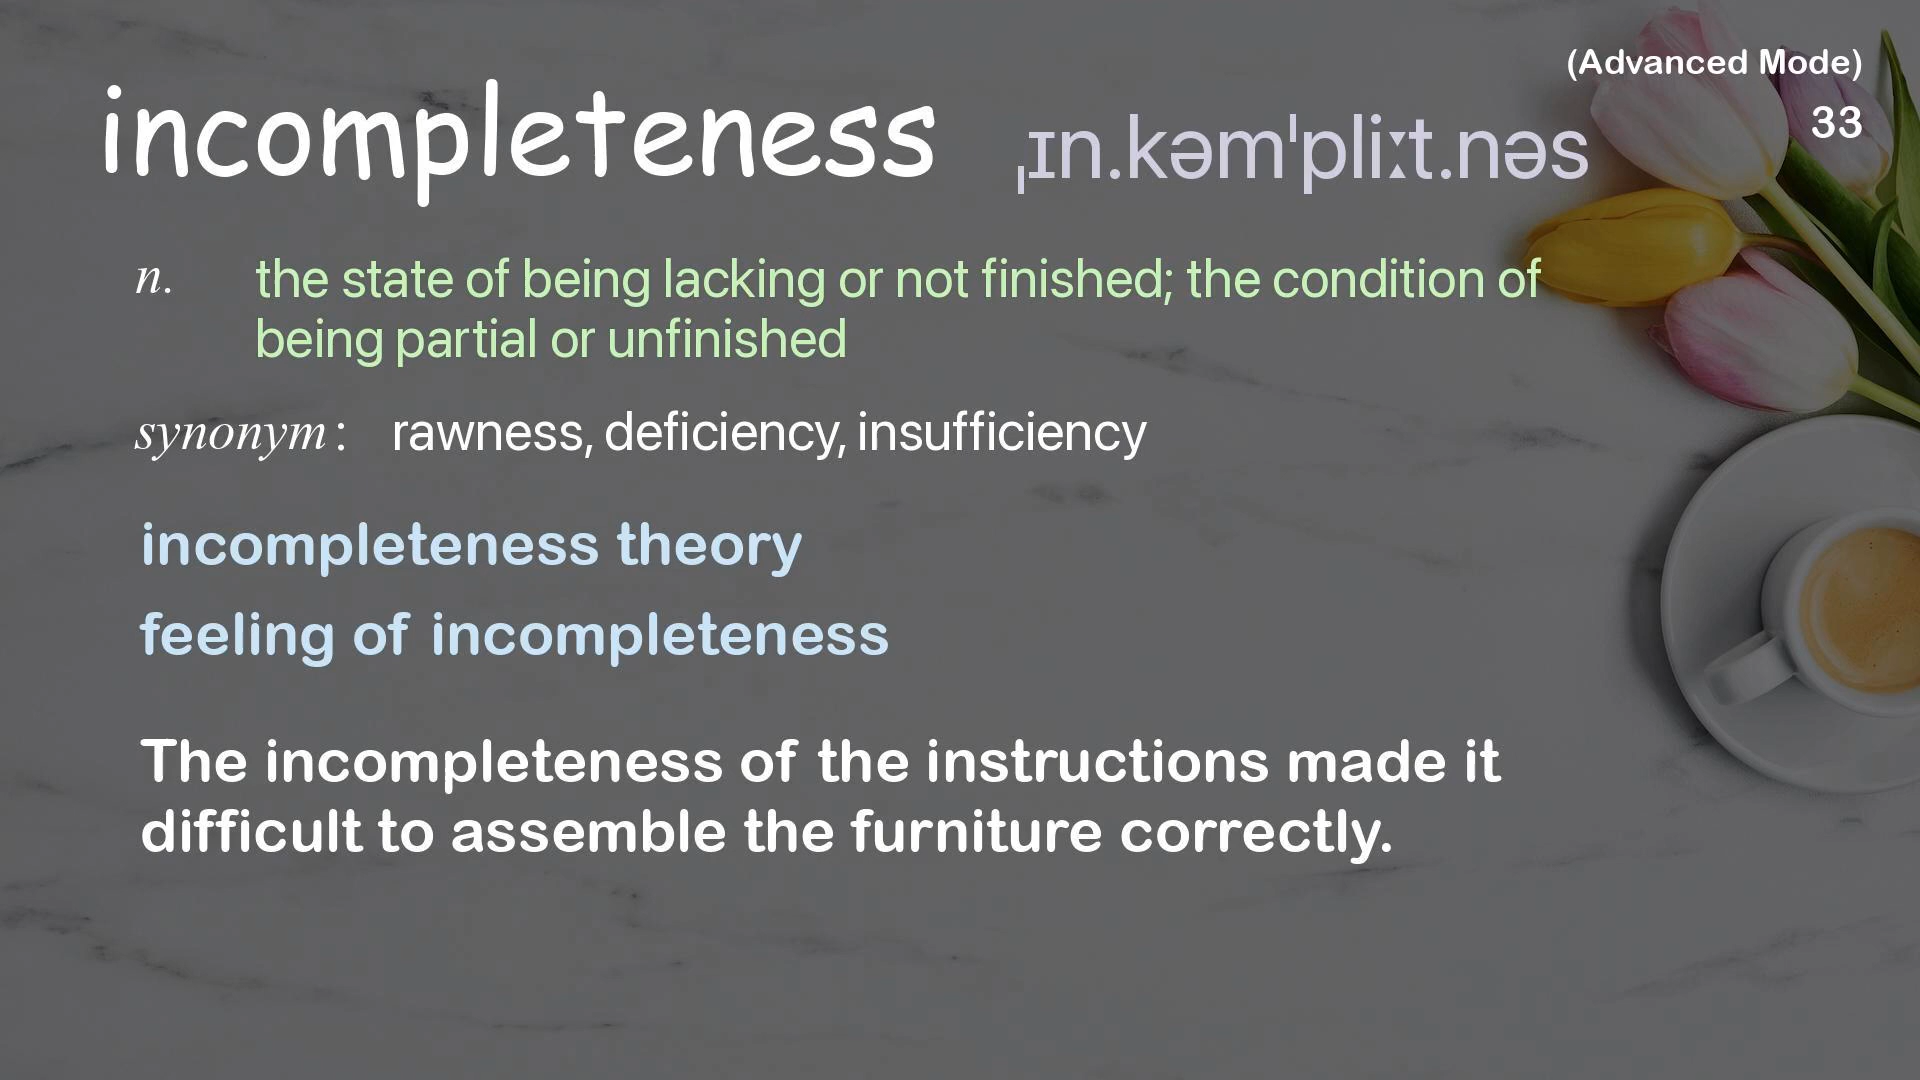 (Advanced Mode)
incompleteness ˌɪn.kəmˈpliːt.nəs 33
n. the state of being lacking or not finished; the condition of
being partial or unfinished
synonym: rawness, deficiency, insufficiency
incompleteness theory
feeling of incompleteness
The incompleteness of the instructions made it
difficult to assemble the furniture correctly.